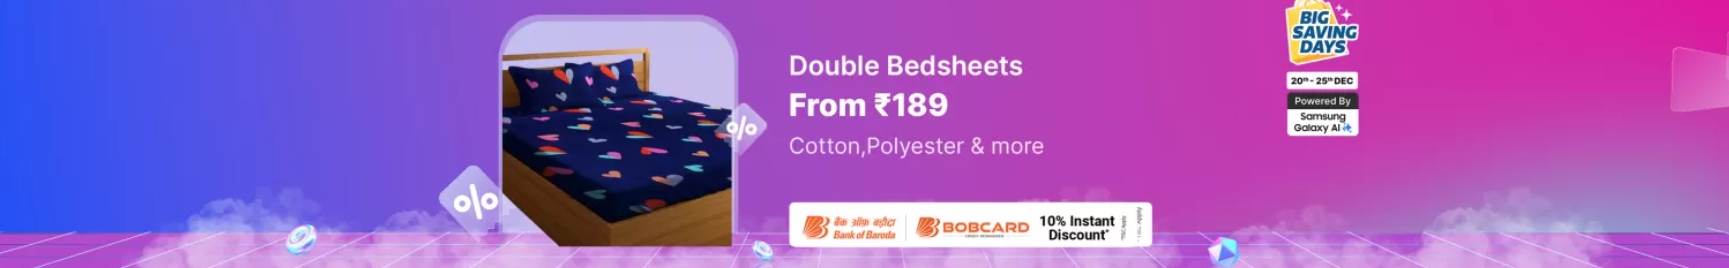 Double Bedsheets
From ₹189
Cotton,Polyester & more
%
%
बैंक ऑफ़ बड़ौदा
Bank of Baroda
BOBCARD
10% Instant
Discount*
BIG
SAVING
DAYS
20th - 25th DEC
Powered By
Samsung
Galaxy AI